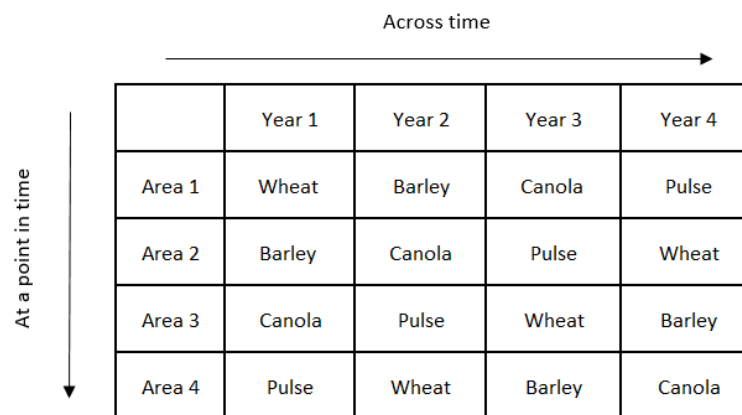 Across time
At a point in time
Year 1 Year 2 Year 3 Year 4
Area 1 Wheat Barley Canola Pulse
Area 2 Barley Canola Pulse Wheat
Area 3 Canola Pulse Wheat Barley
Area 4 Pulse Wheat Barley Canola